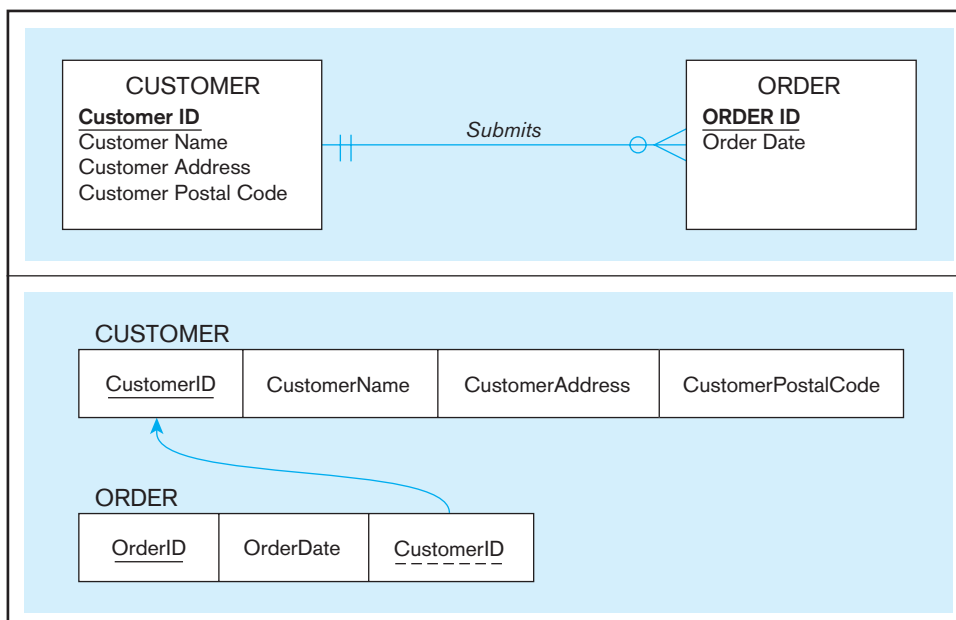 CUSTOMER
Customer ID
Customer Name
Customer Address
Customer Postal Code
Submits
ORDER
ORDER ID
Order Date
CUSTOMER
CustomerID
CustomerName
CustomerAddress
CustomerPostalCode
ORDER
OrderID
OrderDate
CustomerID